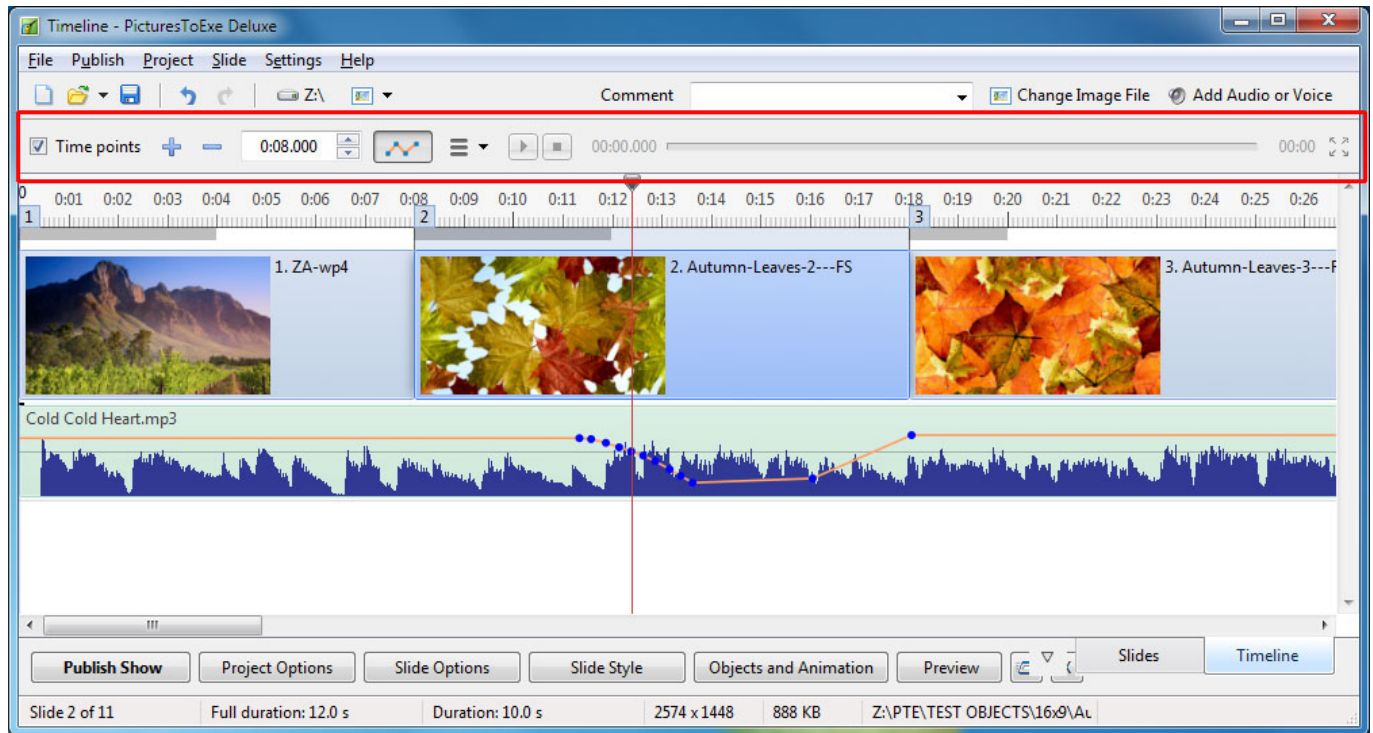 Timeline - PicturesToExe Deluxe
File Publish Project Slide Settings Help
Z:\ Comment Change Image File Add Audio or Voice
Time points 0:08.000 00:00.000 00:00
0 0:01 0:02 0:03 0:04 0:05 0:06 0:07 0:08 0:09 0:10 0:11 0:12 0:13 0:14 0:15 0:16 0:17 0:18 0:19 0:20 0:21 0:22 0:23 0:24 0:25 0:26
1 2 3
1. ZA-wp4 2. Autumn-Leaves-2---FS 3. Autumn-Leaves-3---F
Cold Cold Heart.mp3
Publish Show Project Options Slide Options Slide Style Objects and Animation Preview Slides Timeline
Slide 2 of 11 Full duration: 12.0 s Duration: 10.0 s 2574 x 1448 888 KB Z:\PTE\TEST OBJECTS\16x9\Au